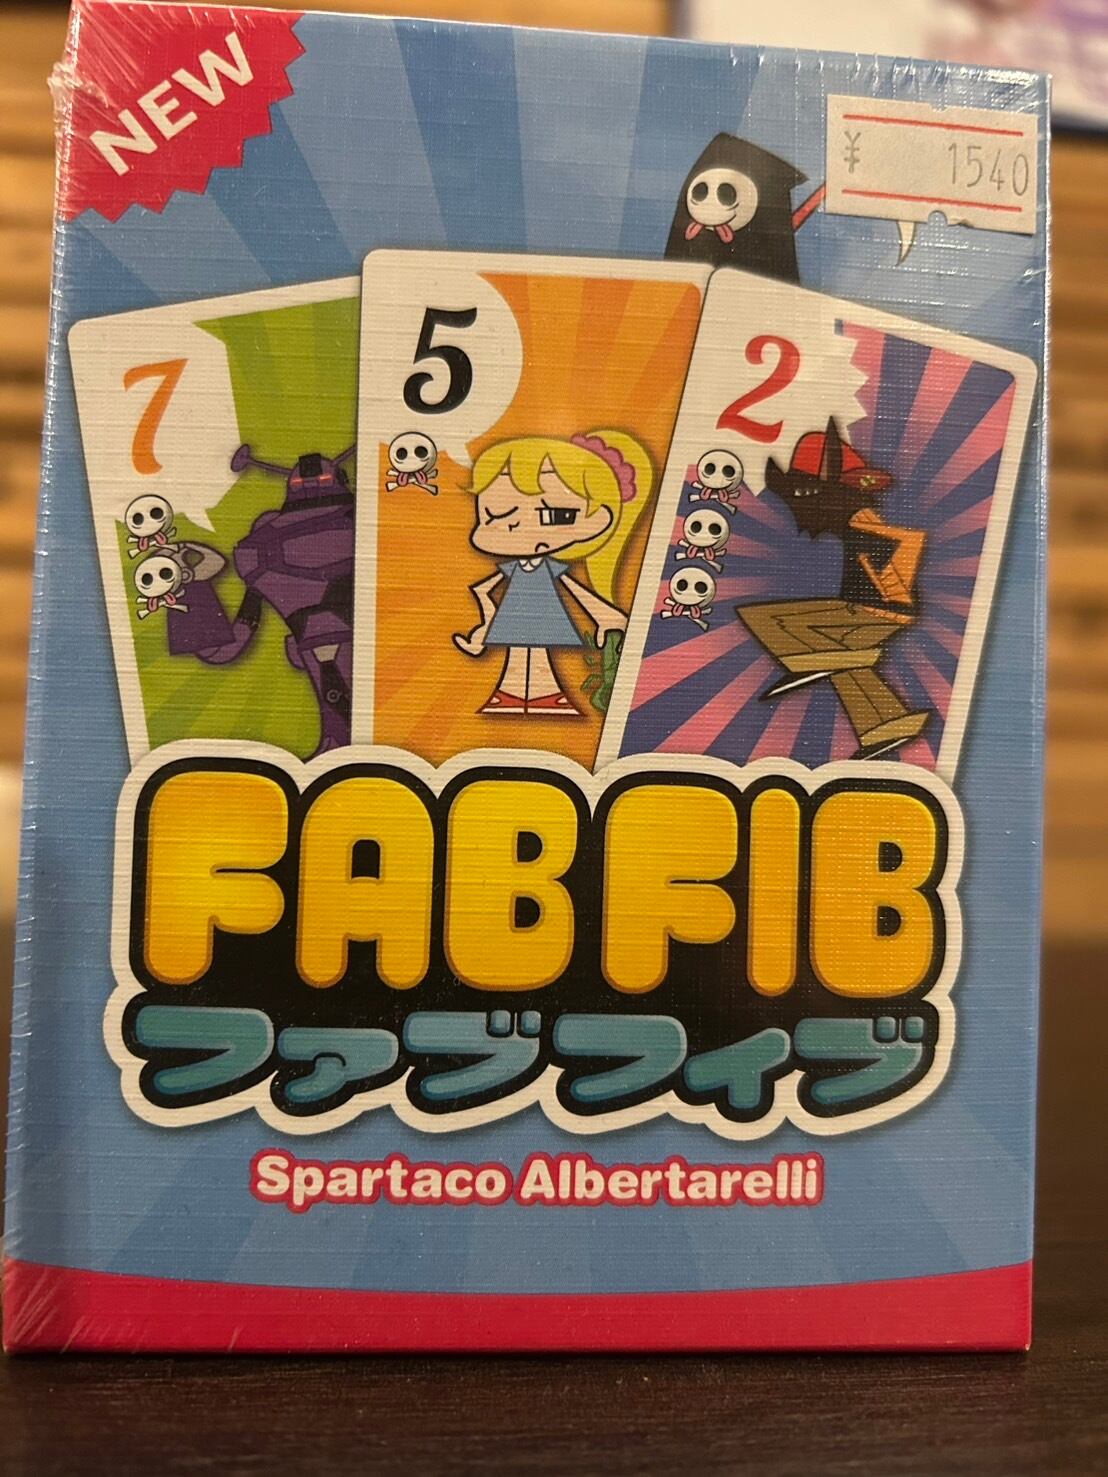 NEW
¥ 1540
7
5
2
FAB FIB
ファブフィブ
Spartaco Albertarelli